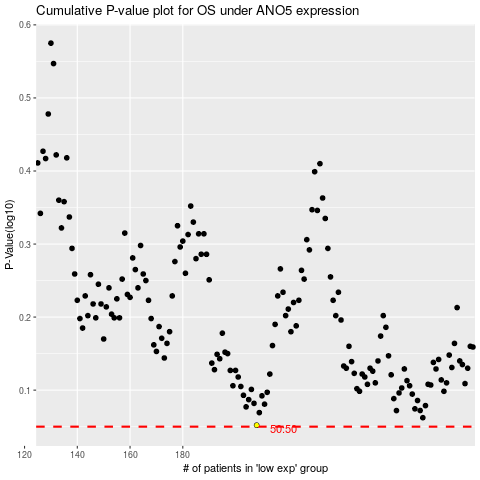 Cumulative P-value plot for OS under ANO5 expression
0.6
0.5
0.4
0.3
0.2
0.1
P-Value(log10)
50:50
120 140 160 180
# of patients in 'low exp' group